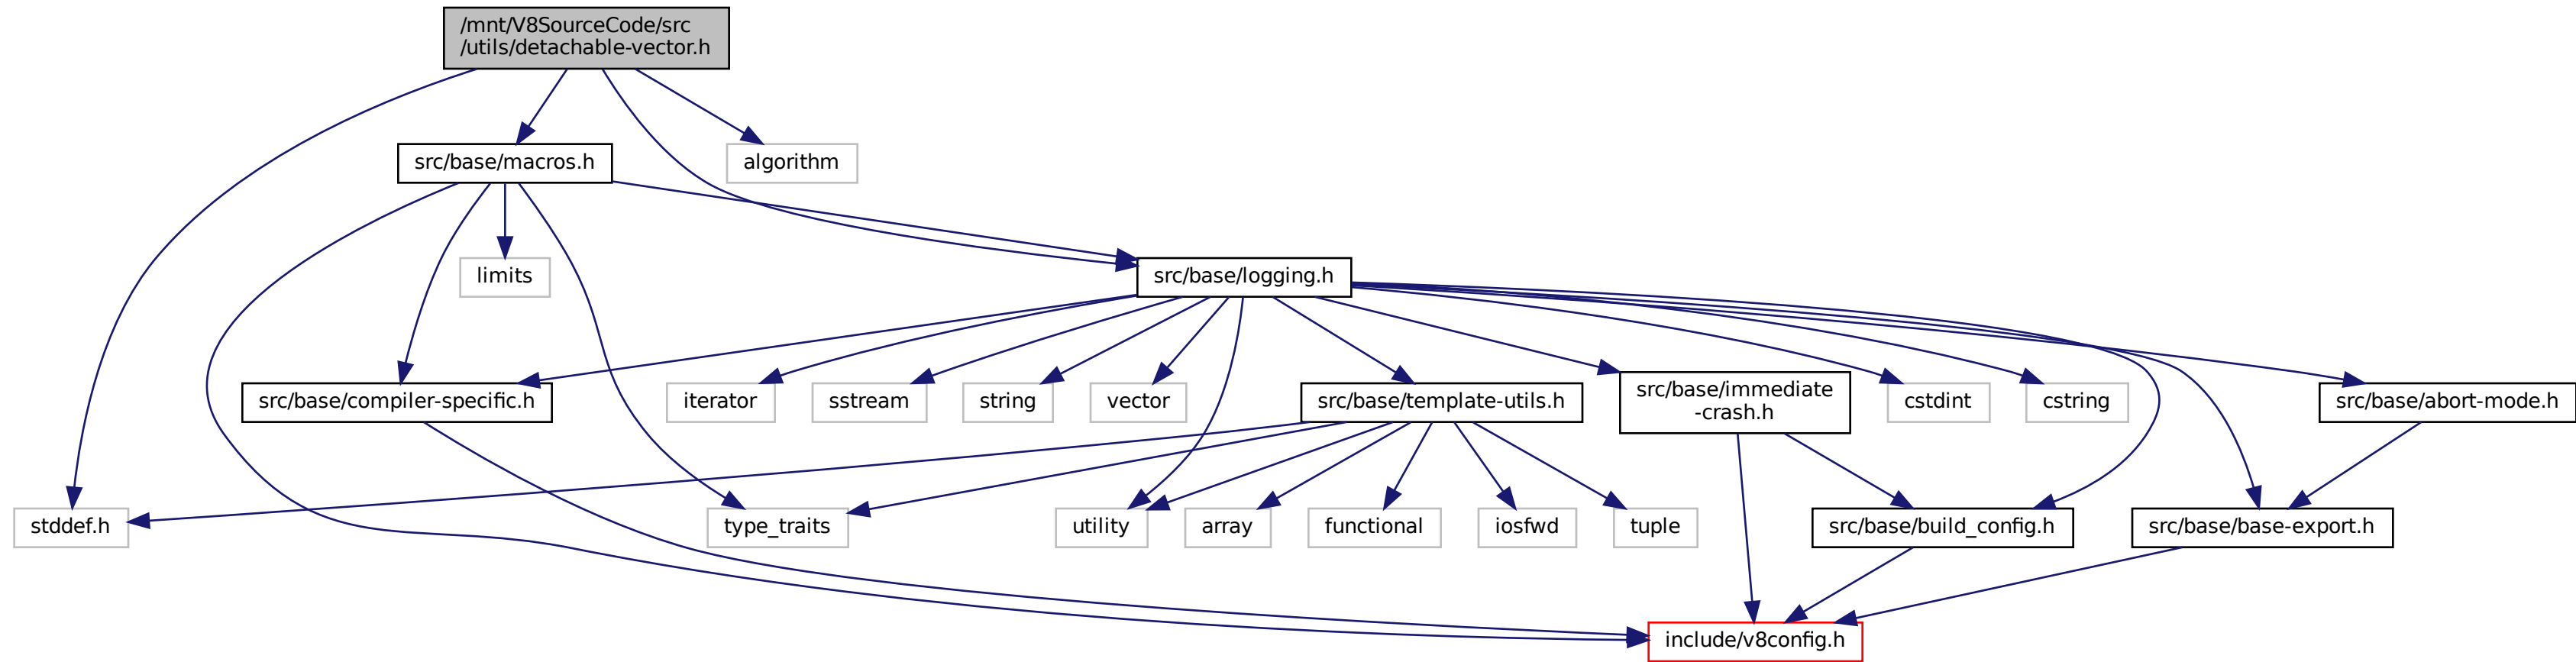 /mnt/V8SourceCode/src
/utils/detachable-vector.h
src/base/macros.h
algorithm
limits
src/base/logging.h
src/base/compiler-specific.h
iterator
sstream
string
vector
src/base/template-utils.h
src/base/immediate
-crash.h
cstdint
cstring
src/base/abort-mode.h
stddef.h
type_traits
utility
array
functional
iosfwd
tuple
src/base/build_config.h
src/base/base-export.h
include/v8config.h